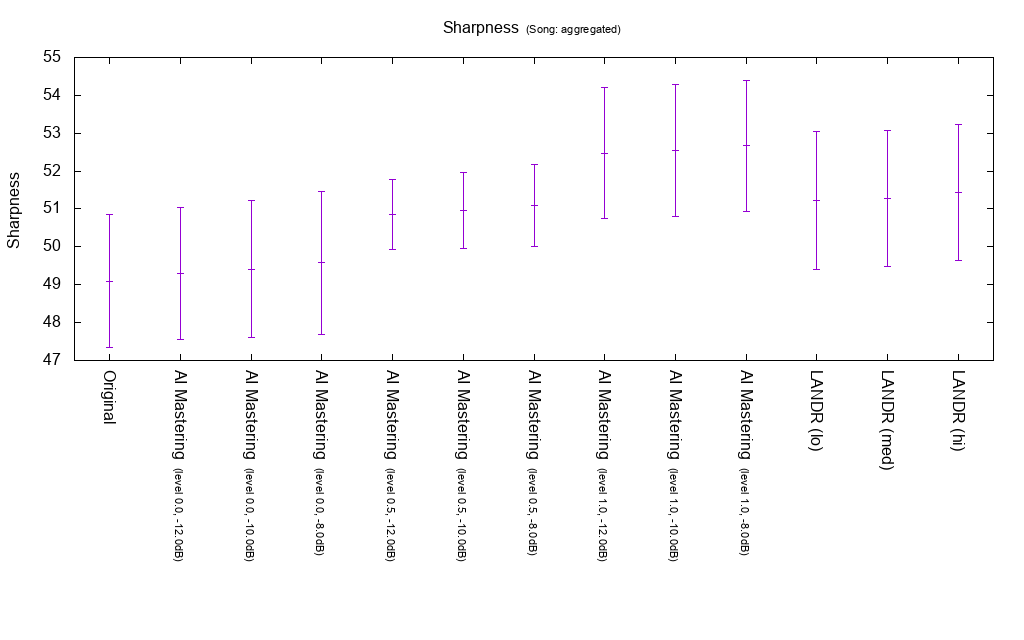 Sharpness (Song: aggregated)
Sharpness
55
54
53
52
51
50
49
48
47
Original
AI Mastering (level 0.0, -12.0dB)
AI Mastering (level 0.0, -10.0dB)
AI Mastering (level 0.0, -8.0dB)
AI Mastering (level 0.5, -12.0dB)
AI Mastering (level 0.5, -10.0dB)
AI Mastering (level 0.5, -8.0dB)
AI Mastering (level 1.0, -12.0dB)
AI Mastering (level 1.0, -10.0dB)
AI Mastering (level 1.0, -8.0dB)
LANDR (lo)
LANDR (med)
LANDR (hi)